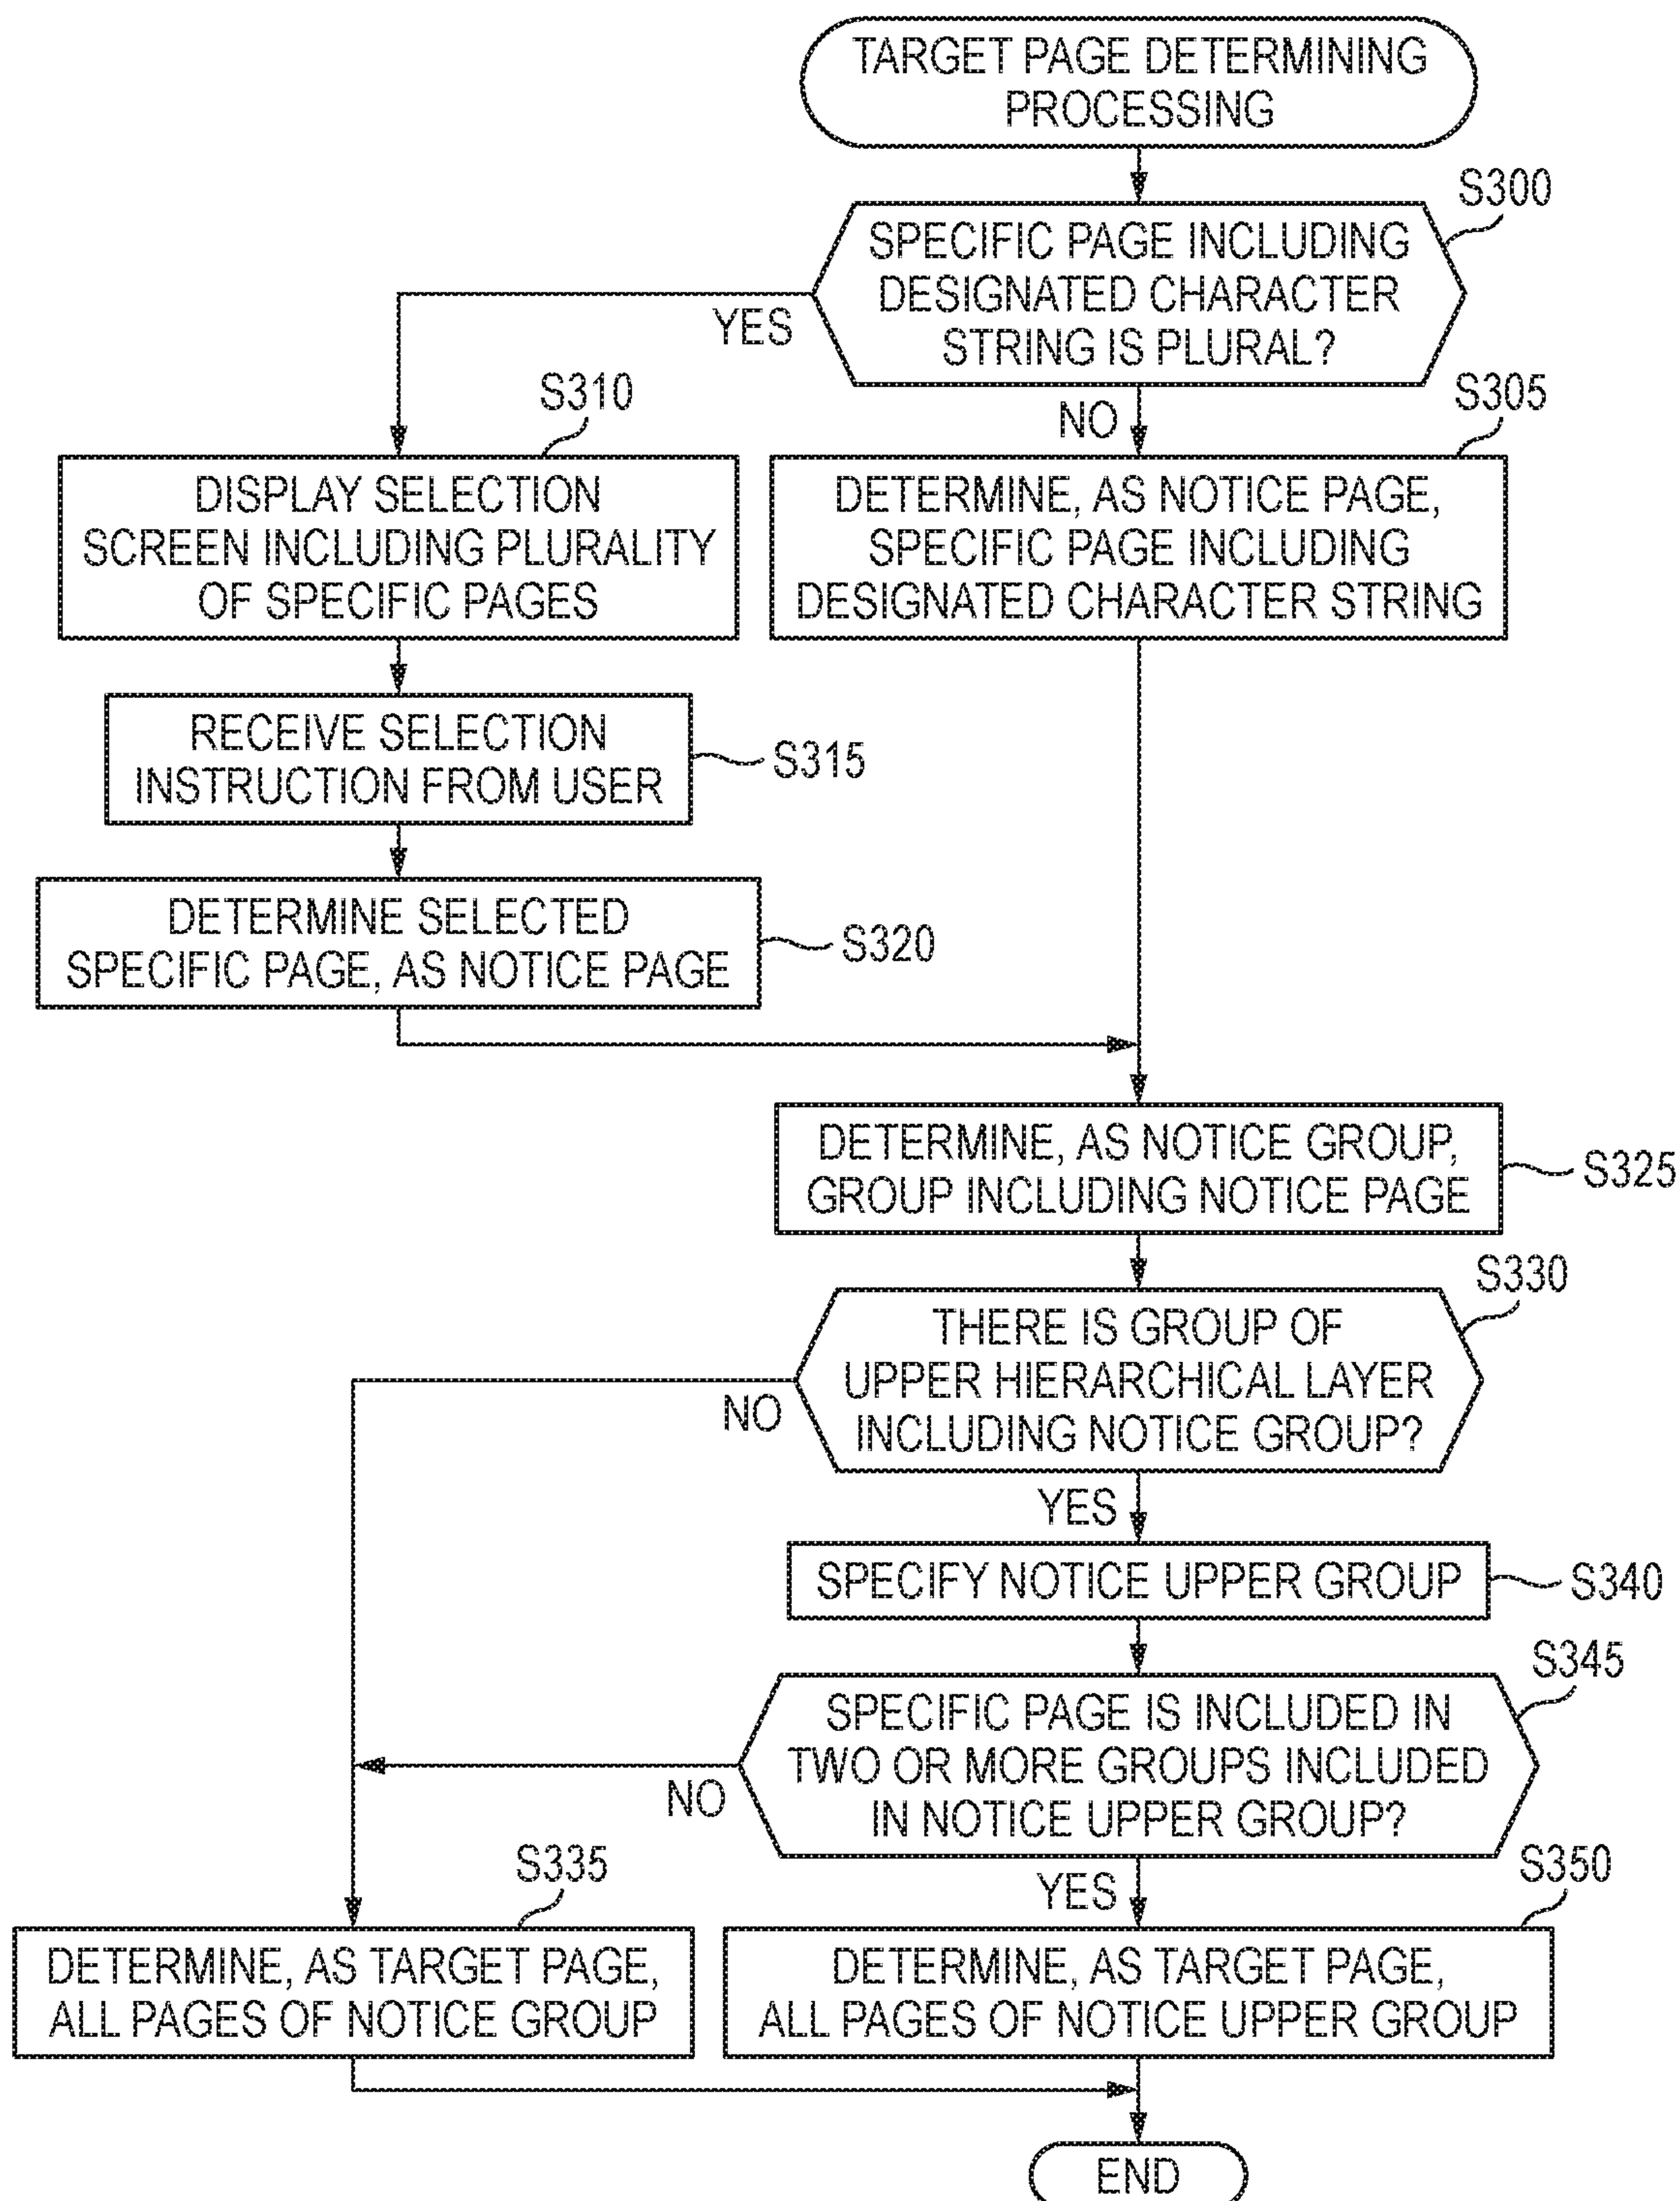 TARGET PAGE DETERMINING
PROCESSING
S300
SPECIFIC PAGE INCLUDING
DESIGNATED CHARACTER
STRING IS PLURAL?
YES
NO
S310
DISPLAY SELECTION
SCREEN INCLUDING PLURALITY
OF SPECIFIC PAGES
S305
DETERMINE, AS NOTICE PAGE,
SPECIFIC PAGE INCLUDING
DESIGNATED CHARACTER STRING
RECEIVE SELECTION
INSTRUCTION FROM USER
S315
DETERMINE SELECTED
SPECIFIC PAGE, AS NOTICE PAGE
S320
DETERMINE, AS NOTICE GROUP,
GROUP INCLUDING NOTICE PAGE
S325
S330
THERE IS GROUP OF
UPPER HIERARCHICAL LAYER
INCLUDING NOTICE GROUP?
NO
YES
SPECIFY NOTICE UPPER GROUP
S340
S345
SPECIFIC PAGE IS INCLUDED IN
TWO OR MORE GROUPS INCLUDED
IN NOTICE UPPER GROUP?
NO
YES
S335
DETERMINE, AS TARGET PAGE,
ALL PAGES OF NOTICE GROUP
S350
DETERMINE, AS TARGET PAGE,
ALL PAGES OF NOTICE UPPER GROUP
END